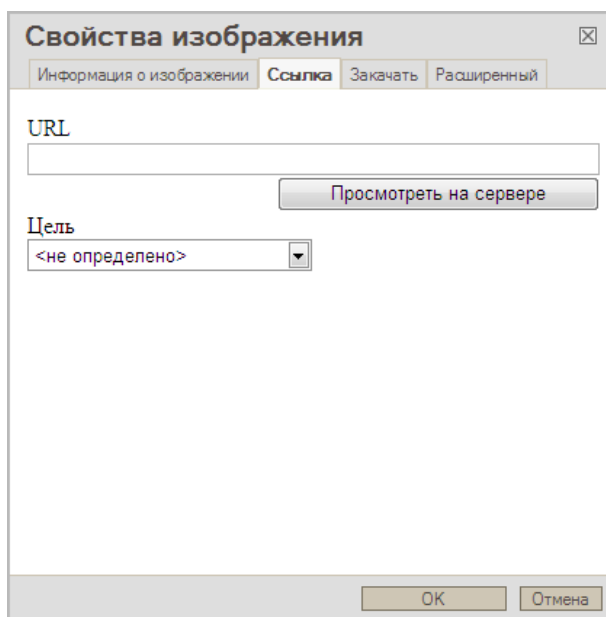 Свойства изображения
Информация о изображении Ссылка Закачать Расширенный
URL
Просмотреть на сервере
Цель
<не определено>
OK Отмена